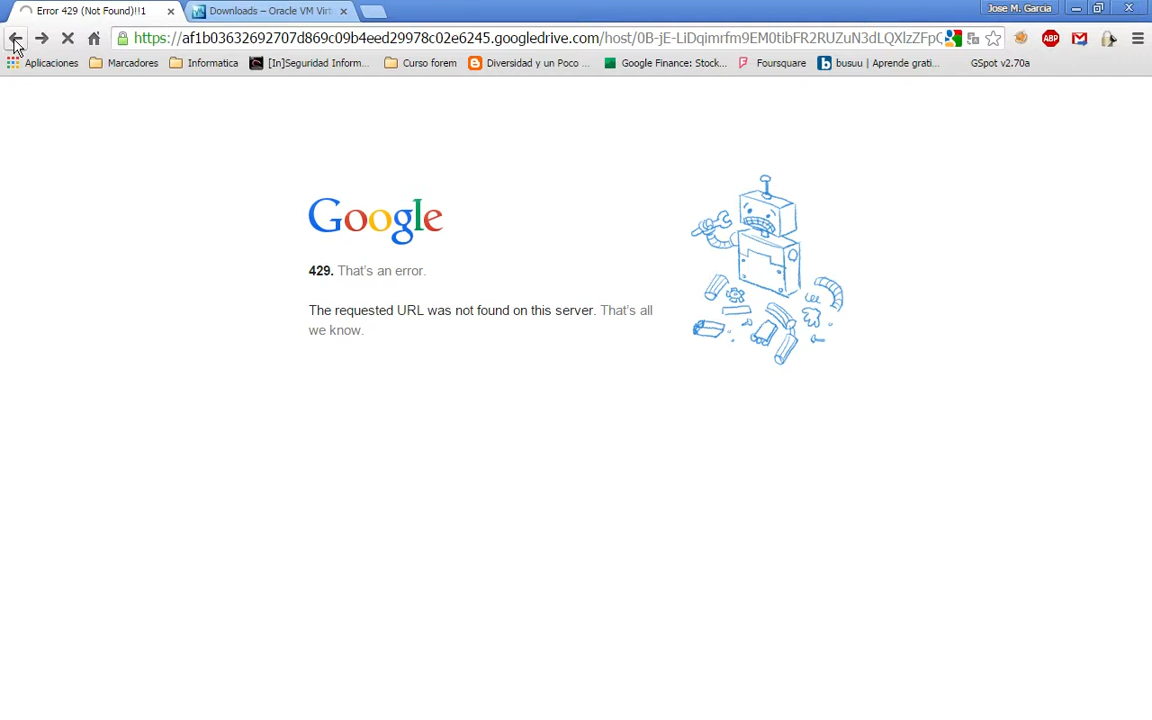 Error 429 (Not Found)!!1
Downloads – Oracle VM Virt
Jose M. Garcia
https://af1b03632692707d869c09b4eed29978c02e6245.googledrive.com/host/0B-jE-LiDqimrfm9EM0tibFR2RUZuN3dLQXlzZFpQ
ABP
Aplicaciones
Marcadores
Informatica
[In]Seguridad Inform...
Curso forem
Diversidad y un Poco ...
Google Finance: Stock...
Foursquare
b busuu | Aprende grati...
GSpot v2.70a
Google
429. That's an error.
The requested URL was not found on this server. That's all
we know.